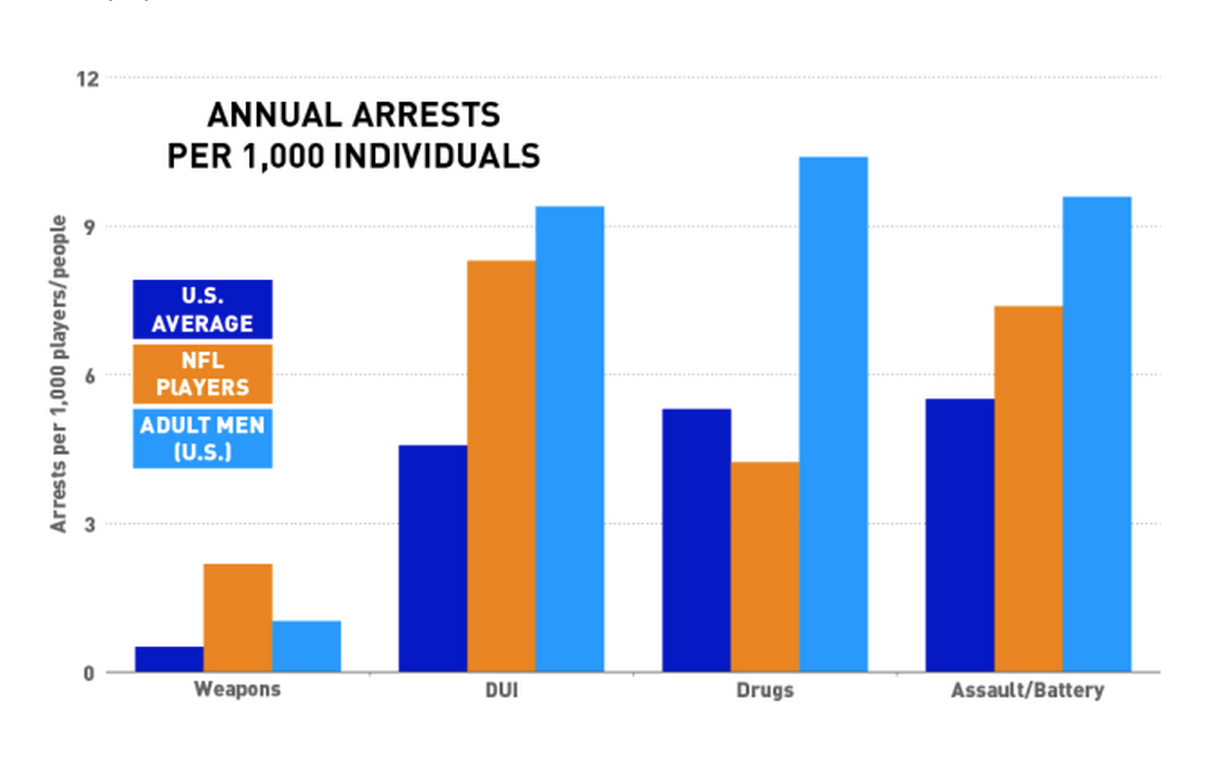 12
ANNUAL ARRESTS
PER 1,000 INDIVIDUALS
9
Arrests per 1,000 players/people
U.S.
AVERAGE
NFL
PLAYERS
6
ADULT MEN
(U.S.)
3
0
Weapons DUI Drugs Assault/Battery